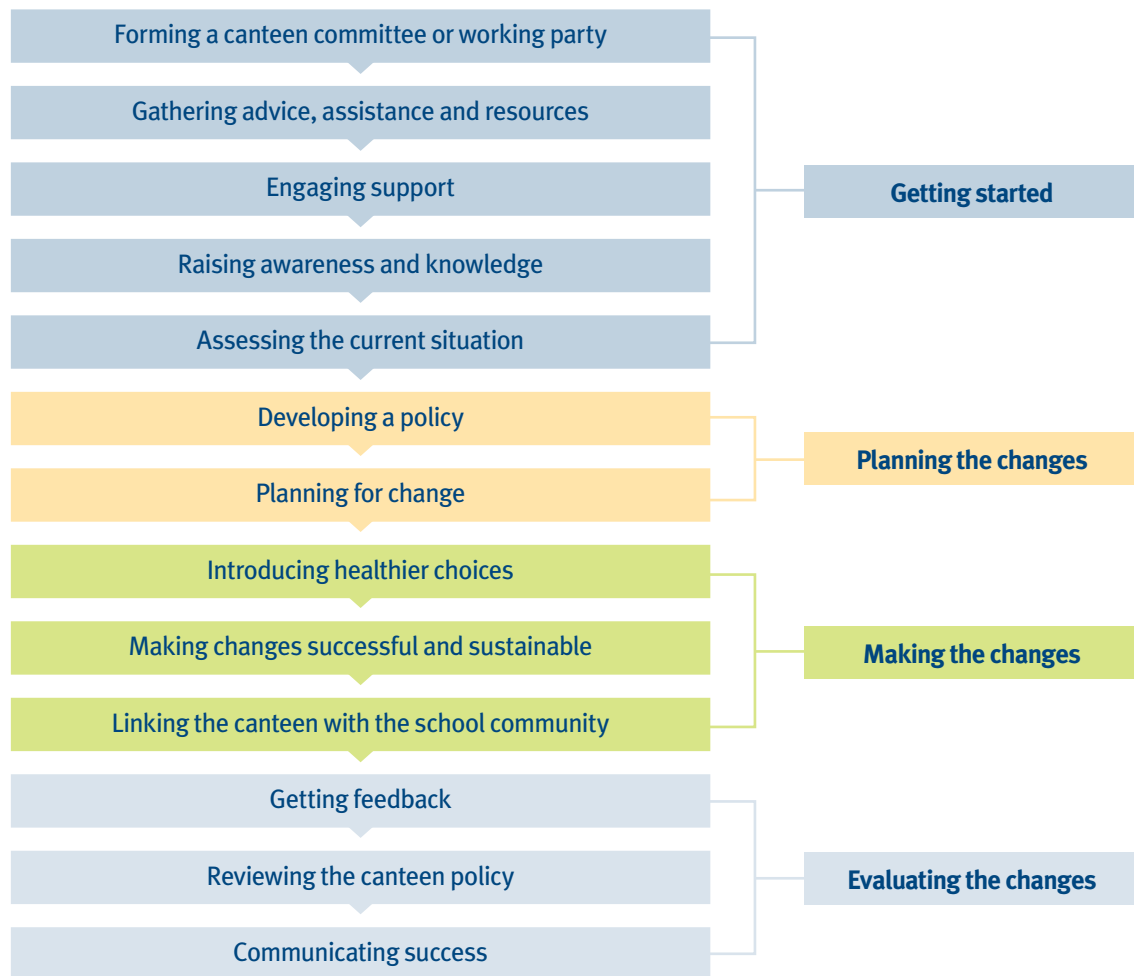 Forming a canteen committee or working party
Gathering advice, assistance and resources
Engaging support
Raising awareness and knowledge
Assessing the current situation
Getting started
Developing a policy
Planning for change
Planning the changes
Introducing healthier choices
Making changes successful and sustainable
Linking the canteen with the school community
Making the changes
Getting feedback
Reviewing the canteen policy
Communicating success
Evaluating the changes